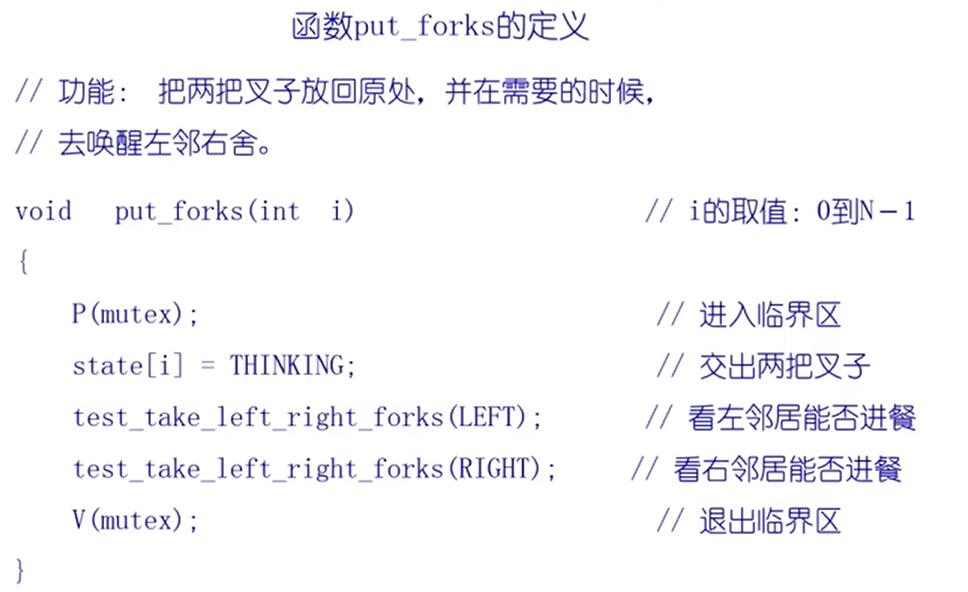 函数put_forks的定义
// 功能： 把两把叉子放回原处，并在需要的时候，
// 去唤醒左邻右舍。
void put_forks(int i) // i的取值：0到N－1
{
P(mutex); // 进入临界区
state[i] = THINKING; // 交出两把叉子
test_take_left_right_forks(LEFT); // 看左邻居能否进餐
test_take_left_right_forks(RIGHT); // 看右邻居能否进餐
V(mutex); // 退出临界区
}